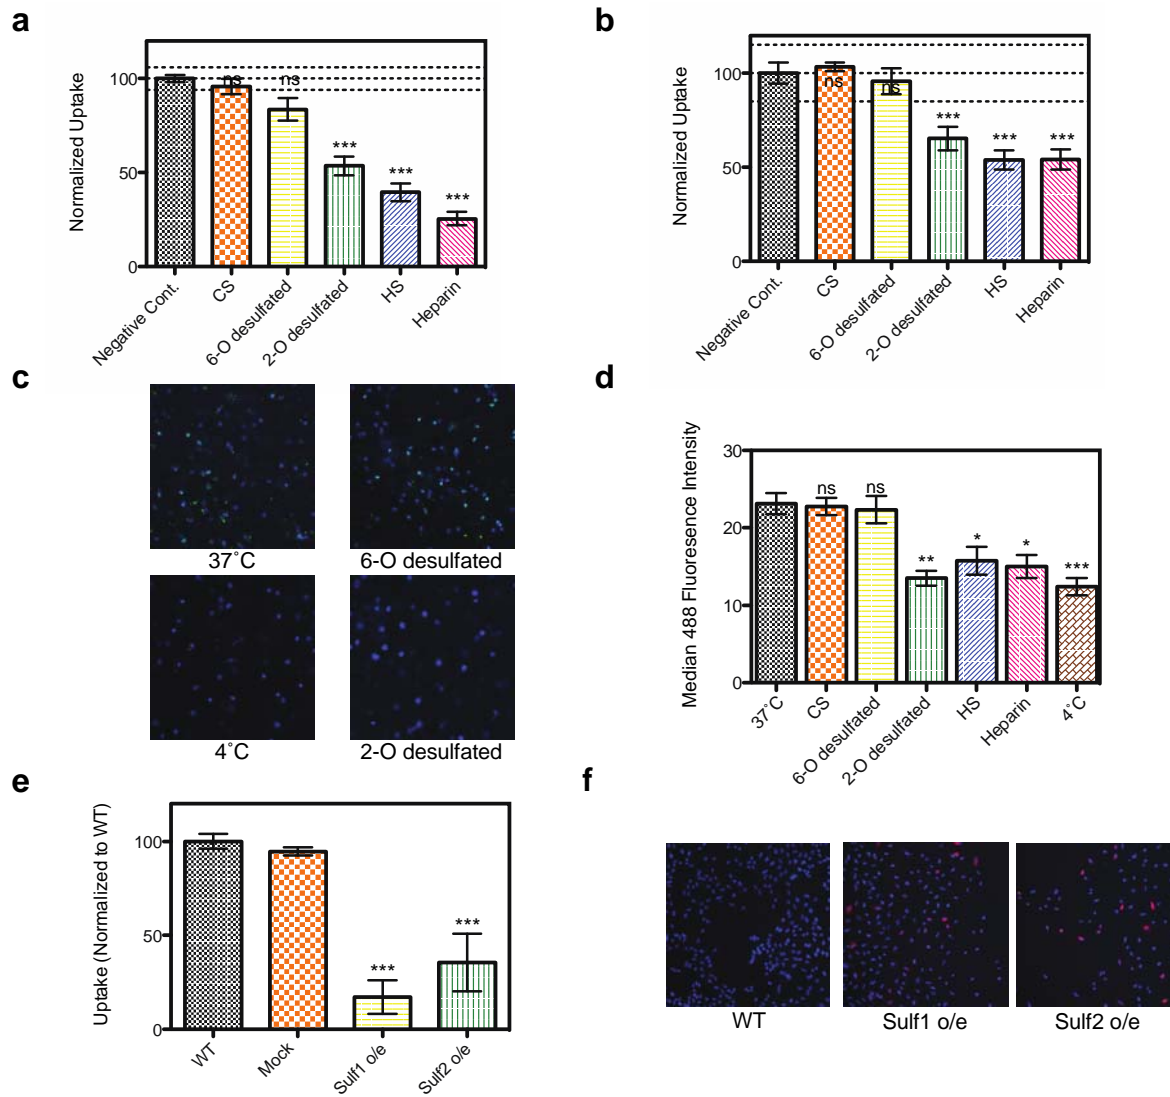 a
Normalized Uptake
100
50
0
ns
ns
***
***
***
Negative Cont.
CS
6-O desulfated
2-O desulfated
HS
Heparin
b
Normalized Uptake
100
50
0
ns
ns
***
***
***
Negative Cont.
CS
6-O desulfated
2-O desulfated
HS
Heparin
c
37˚C
6-O desulfated
4˚C
2-O desulfated
d
Median 488 Fluoresence Intensity
30
20
10
0
ns
ns
**
*
*
***
37˚C
CS
6-O desulfated
2-O desulfated
HS
Heparin
4˚C
e
Uptake (Normalized to WT)
100
50
0
***
***
WT
Mock
Sulf1 o/e
Sulf2 o/e
f
WT
Sulf1 o/e
Sulf2 o/e